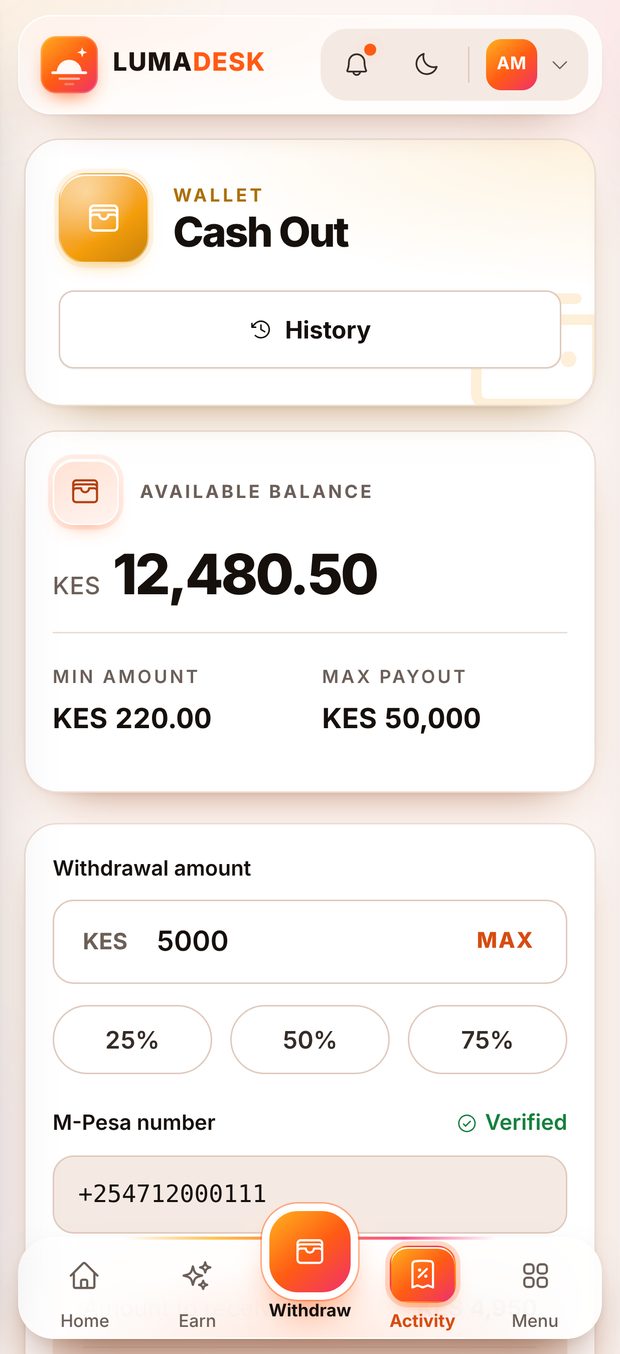 LUMADESK
AM
WALLET
Cash Out
History
AVAILABLE BALANCE
KES 12,480.50
MIN AMOUNT MAX PAYOUT
KES 220.00 KES 50,000
Withdrawal amount
KES 5000 MAX
25% 50% 75%
M-Pesa number Verified
+254712000111
Home Earn Withdraw Activity Menu